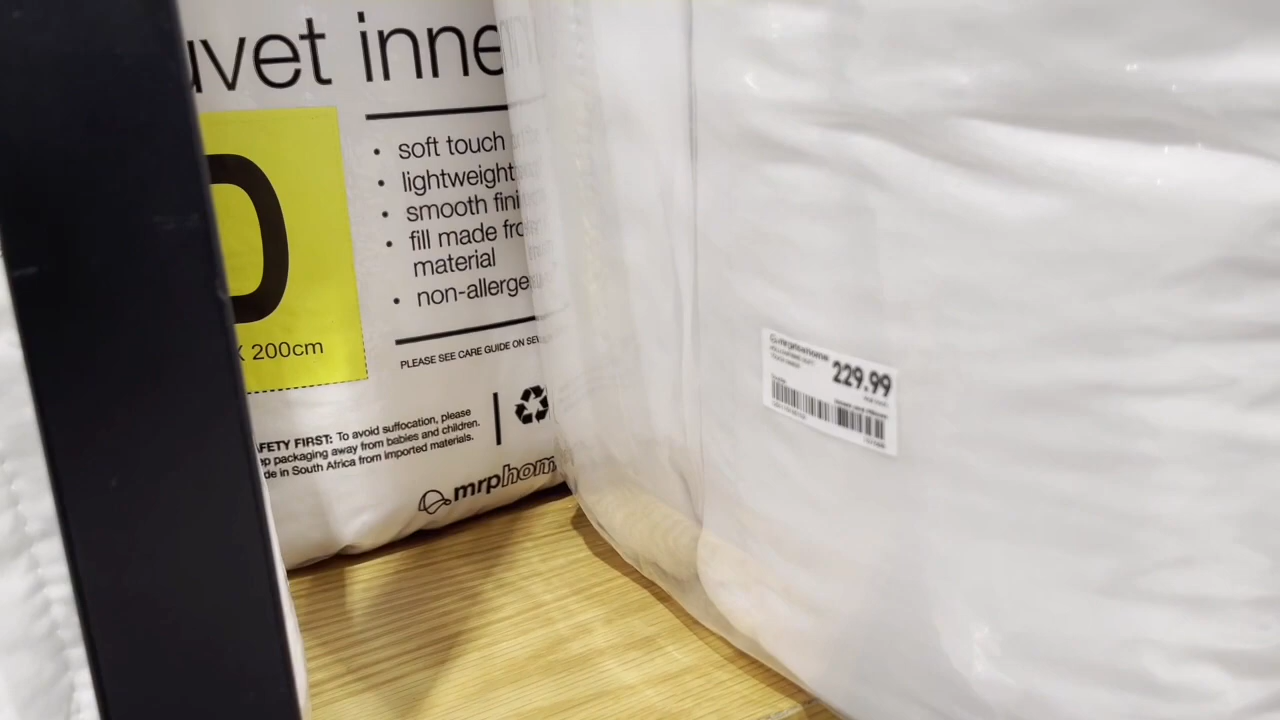 uvet inne
D
X 200cm
• soft touch
• lightweight
• smooth fini
• fill made fro
material
• non-allerge
PLEASE SEE CARE GUIDE ON SEW
AFETY FIRST: To avoid suffocation, please
ep packaging away from babies and children.
de in South Africa from imported materials.
mrphom
mrpricehome
229.99